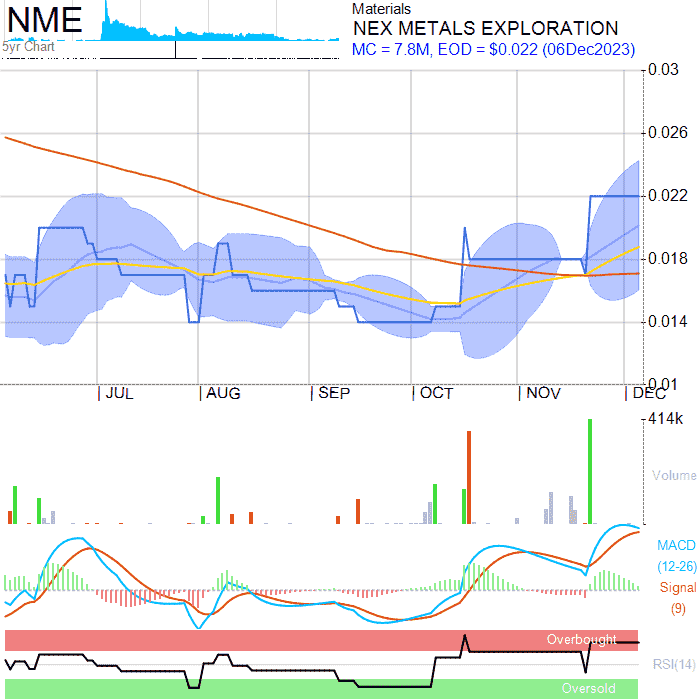 NME
5yr Chart
Materials
NEX METALS EXPLORATION
MC = 7.8M, EOD = $0.022 (06Dec2023)
0.03
0.026
0.022
0.018
0.014
0.01
JUL AUG SEP OCT NOV DEC
414k
Volume
MACD
(12-26)
Signal
(9)
Overbought
RSI(14)
Oversold